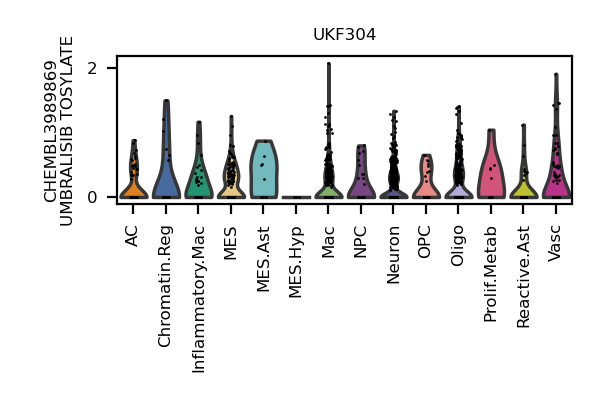 UKF304
CHEMBL3989869
UMBRALISIB TOSYLATE
2
0
AC
Chromatin.Reg
Inflammatory.Mac
MES
MES.Ast
MES.Hyp
Mac
NPC
Neuron
OPC
Oligo
Prolif.Metab
Reactive.Ast
Vasc